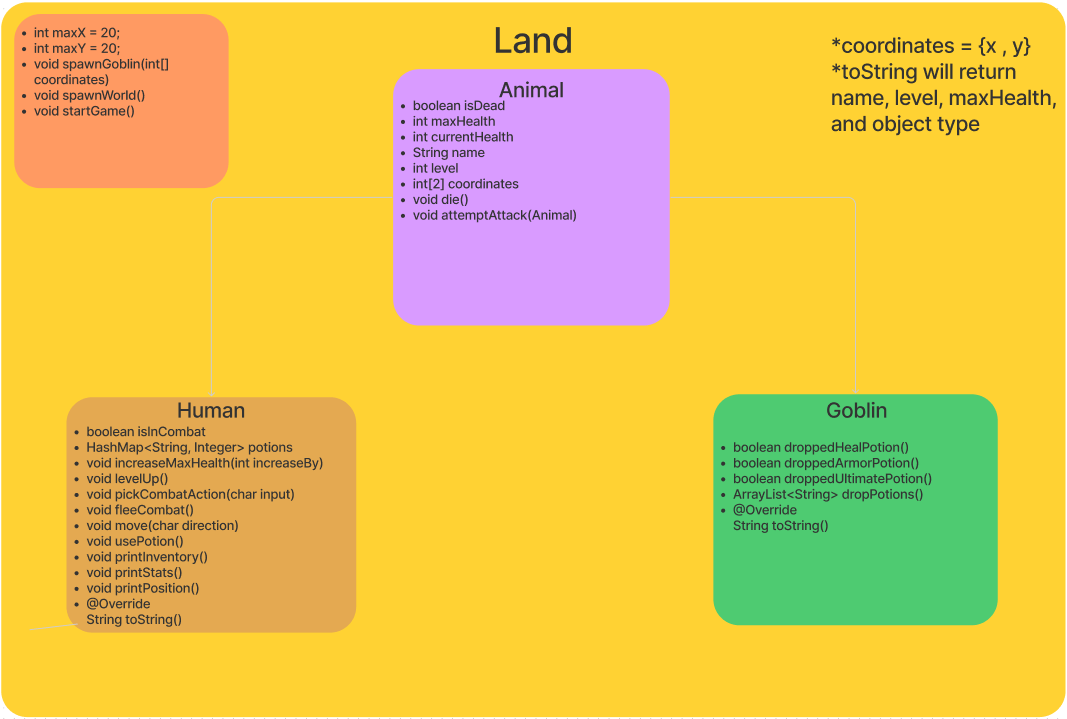 int maxX = 20;
int maxY = 20;
void spawnGoblin(int[]
coordinates)
void spawnWorld()
void startGame()
Land
*coordinates = {x , y}
*toString will return
name, level, maxHealth,
and object type
Animal
boolean isDead
int maxHealth
int currentHealth
String name
int level
int[2] coordinates
void die()
void attemptAttack(Animal)
Human
boolean isInCombat
HashMap<String, Integer> potions
void increaseMaxHealth(int increaseBy)
void levelUp()
void pickCombatAction(char input)
void fleeCombat()
void move(char direction)
void usePotion()
void printInventory()
void printStats()
void printPosition()
@Override
String toString()
Goblin
boolean droppedHealPotion()
boolean droppedArmorPotion()
boolean droppedUltimatePotion()
ArrayList<String> dropPotions()
@Override
String toString()